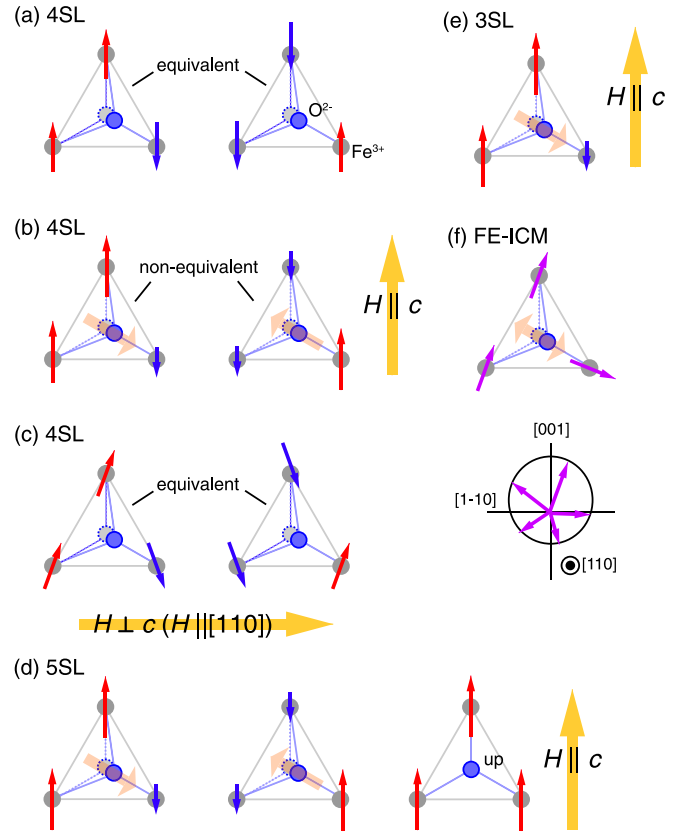 (a) 4SL
equivalent
O²⁻
Fe³⁺
(e) 3SL
H || c
(b) 4SL
non-equivalent
H || c
(f) FE-ICM
(c) 4SL
equivalent
H ⊥ c (H || [110])
[001]
[1-10]
[110]
(d) 5SL
up
H || c